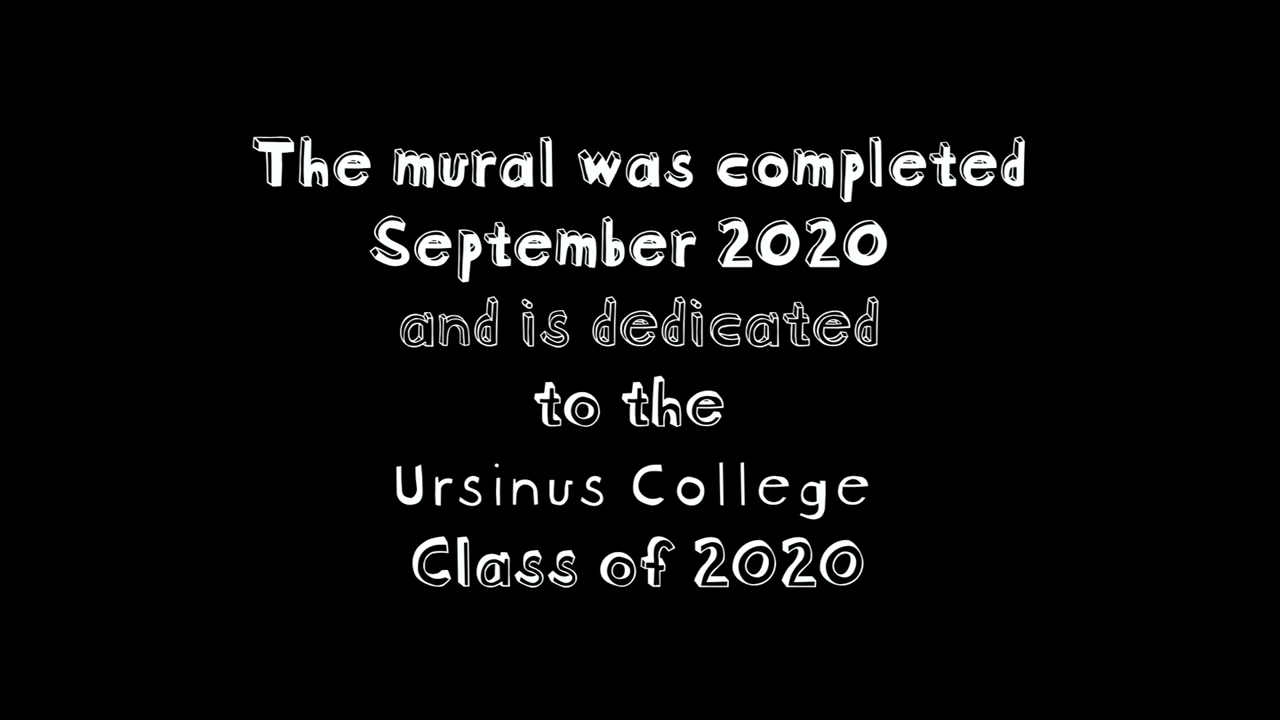 The mural was completed
September 2020
and is dedicated
to the
Ursinus College
Class of 2020